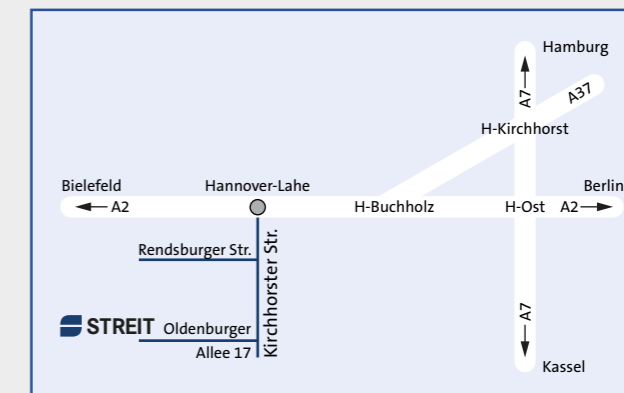 Hamburg
A7
A37
H-Kirchhorst
Bielefeld
Hannover-Lahe
Berlin
A2
H-Buchholz
H-Ost
A2
Rendsburger Str.
Kirchhorster Str.
STREIT
Oldenburger
Allee 17
A7
Kassel